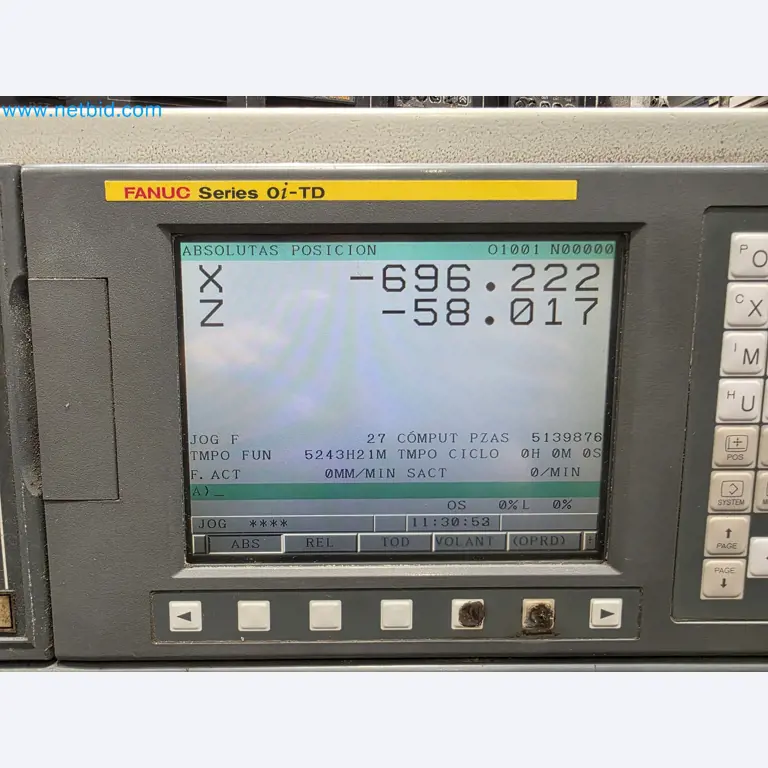 www.netbid.com
FANUC Series 0i-TD
ABSOLUTAS POSICION O1001 N00000
X -696.222
Z -58.017
JOG F 27 CÓMPUT PZAS 5139876
TMPO FUN 5243H21M TMPO CICLO 0H 0M 0S
F. ACT 0MM/MIN SACT 0/MIN
A)_
OS 0% L 0%
JOG **** 11:30:53
ABS REL TOD VOLANT (OPRD) +
P O
C X
I M
H U
POS
SYSTEM
PAGE
PAGE